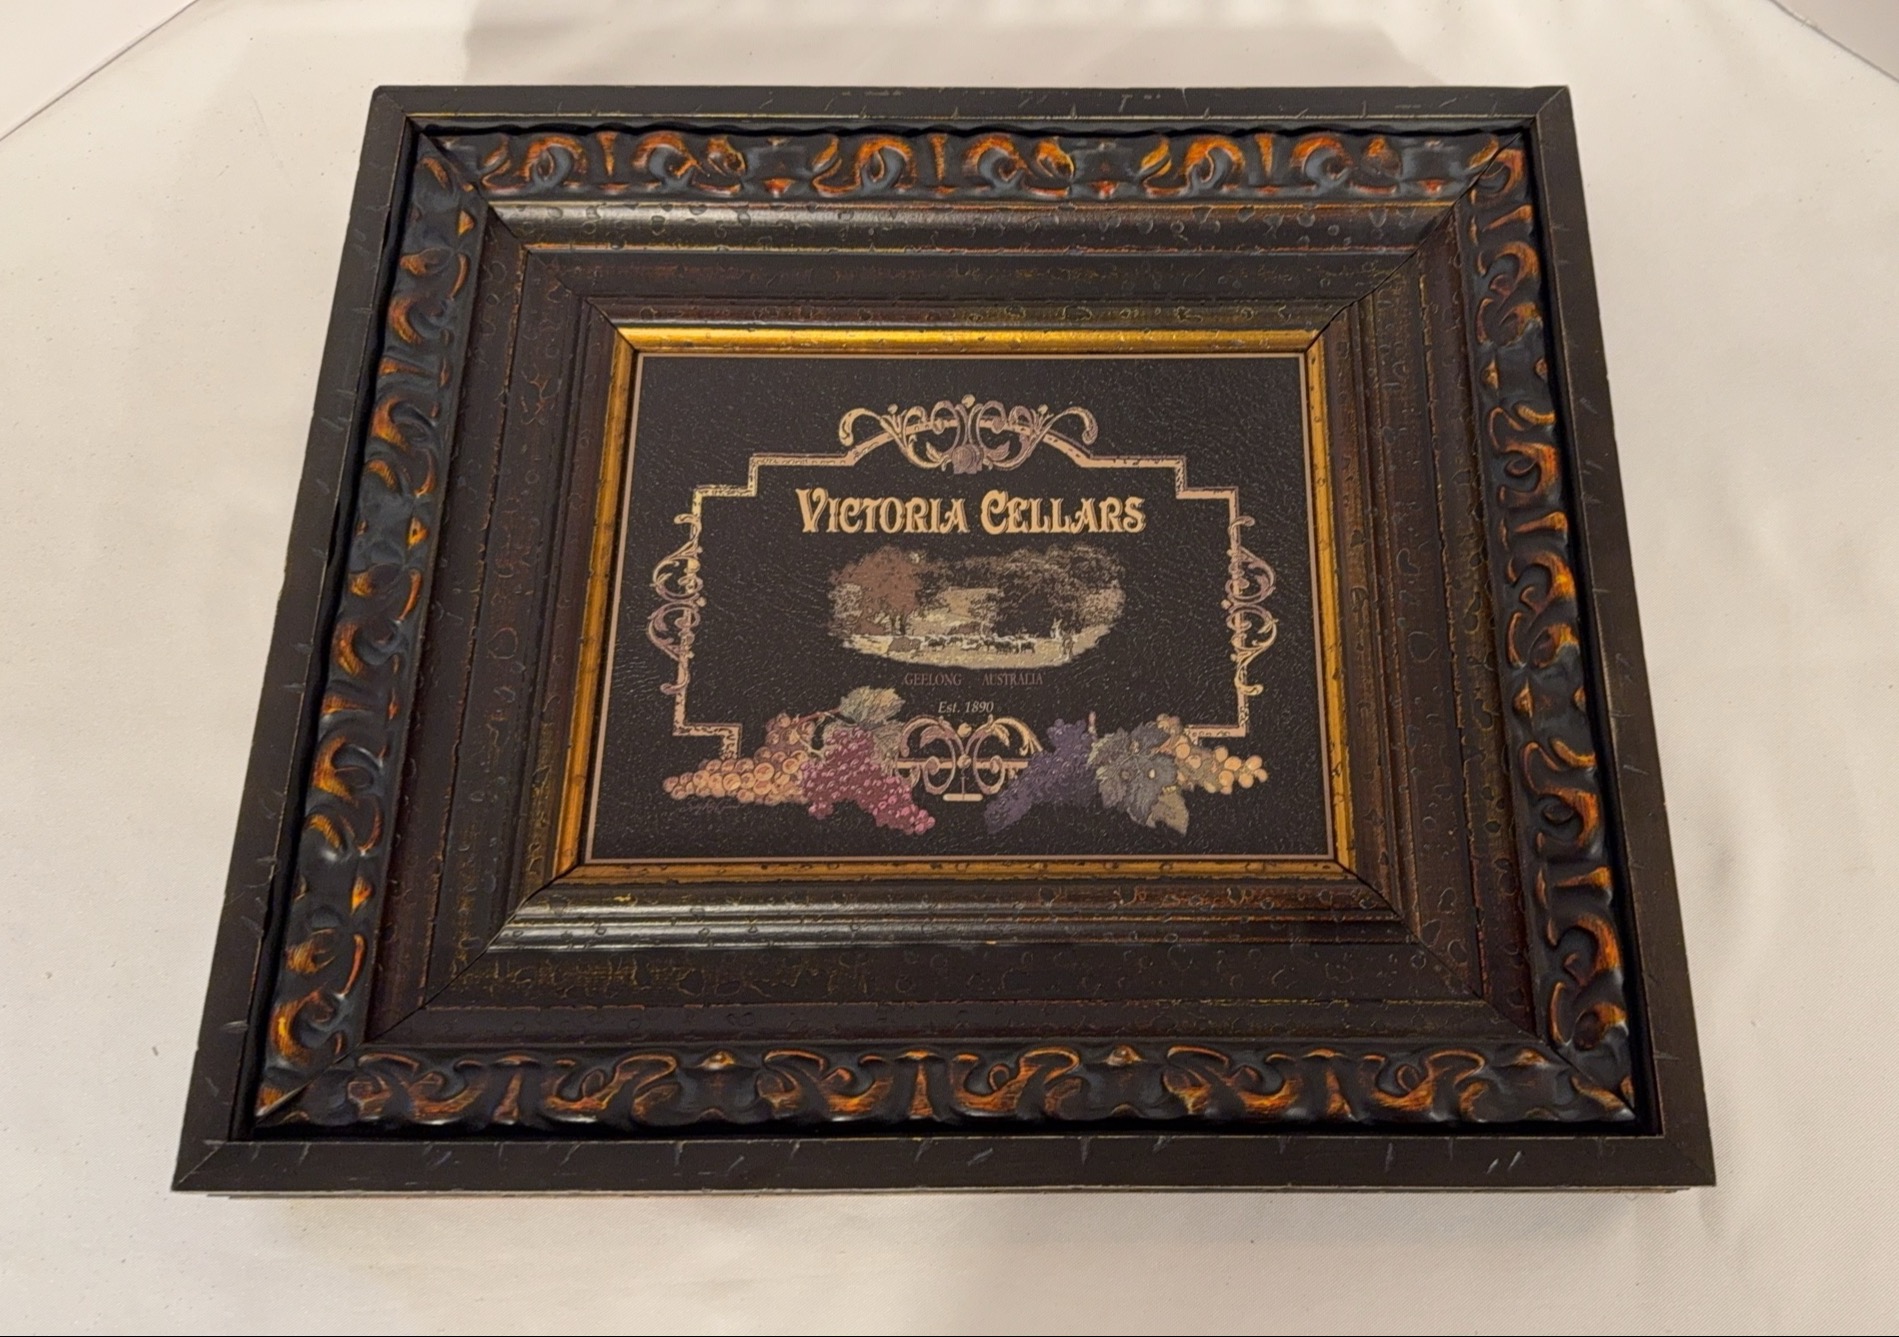 VICTORIA CELLARS
GEELONG AUSTRALIA
Est. 1890